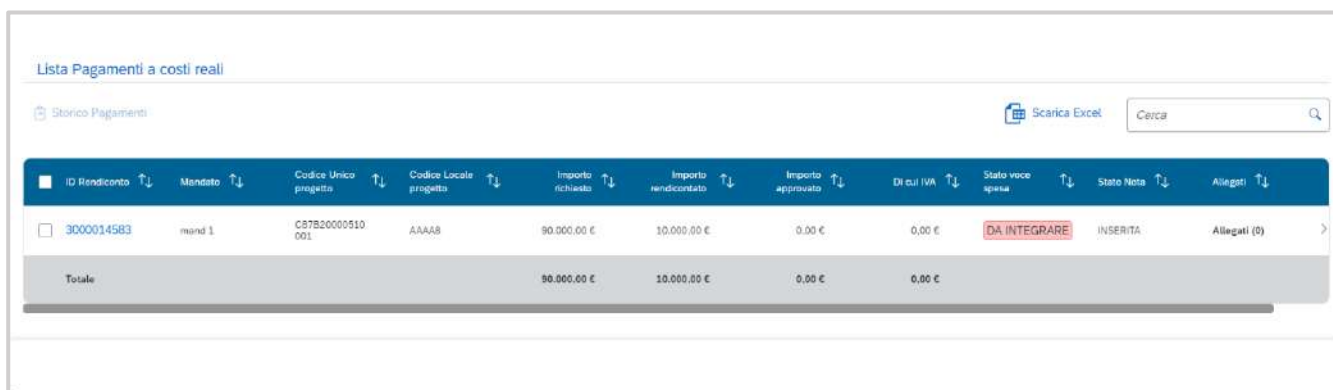 Lista Pagamenti a costi reali
Storico Pagamenti
Scarica Excel
Cerca
ID Rendiconto Mandato Codice Unico progetto Codice Locale progetto Importo richiesto Importo rendicontato Importo approvato Di cui IVA Stato voce spesa Stato Nota Allegati
3000014583 mand 1 C87B20000510001 AAAA8 90.000,00 € 10.000,00 € 0,00 € 0,00 € DA INTEGRARE INSERITA Allegati (0)
Totale 90.000,00 € 10.000,00 € 0,00 € 0,00 €